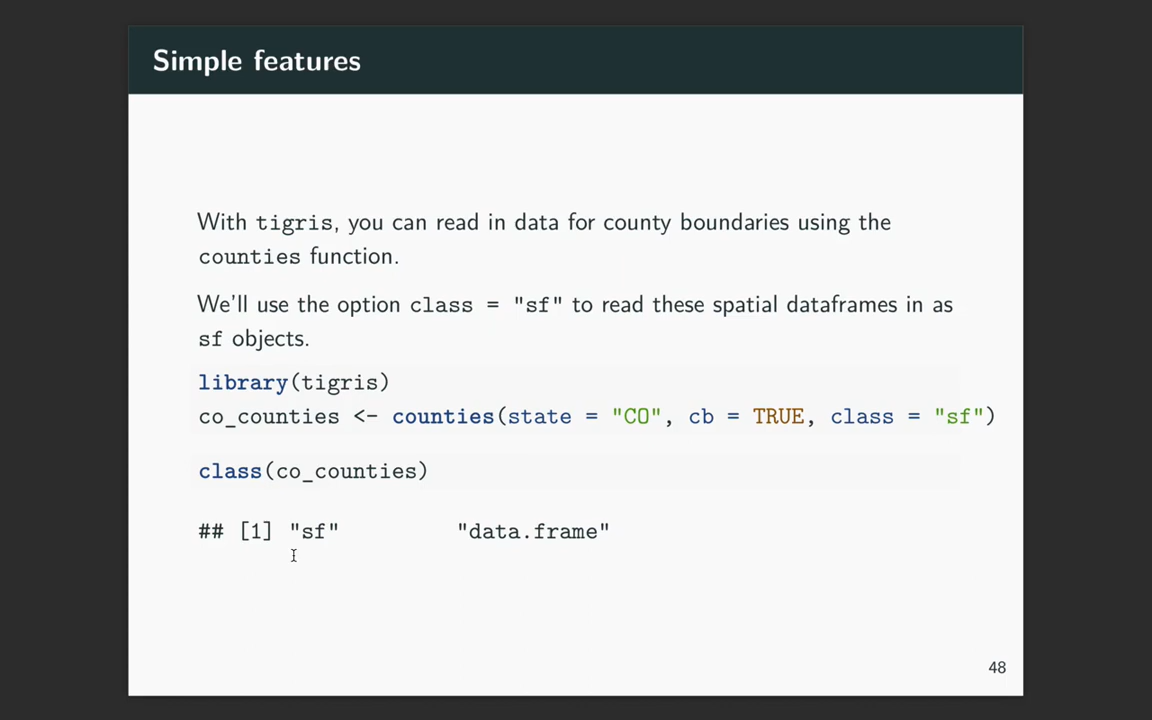 Simple features
With tigris, you can read in data for county boundaries using the
counties function.
We'll use the option class = "sf" to read these spatial dataframes in as
sf objects.
library(tigris)
co_counties <- counties(state = "CO", cb = TRUE, class = "sf")
class(co_counties)
## [1] "sf"         "data.frame"
48